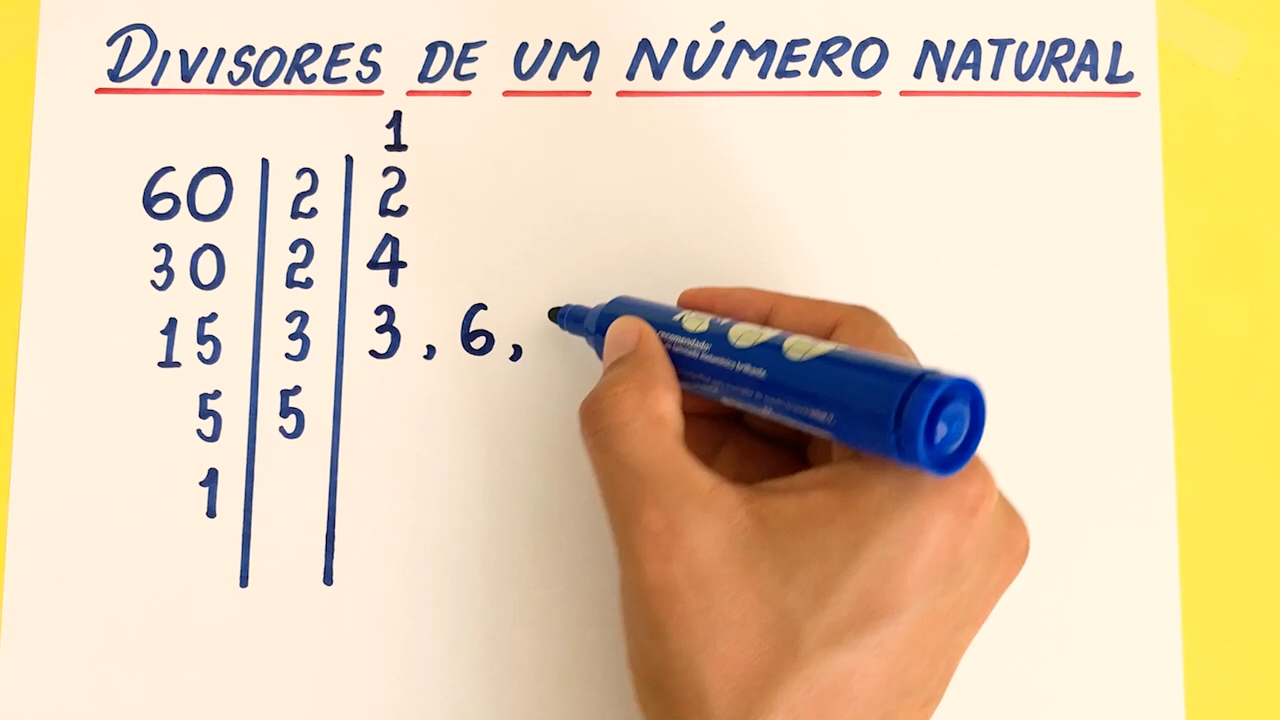 DIVISORES DE UM NÚMERO NATURAL
1
60 2 2
30 2 4
15 3 3, 6,
5 5
1
recomendado: